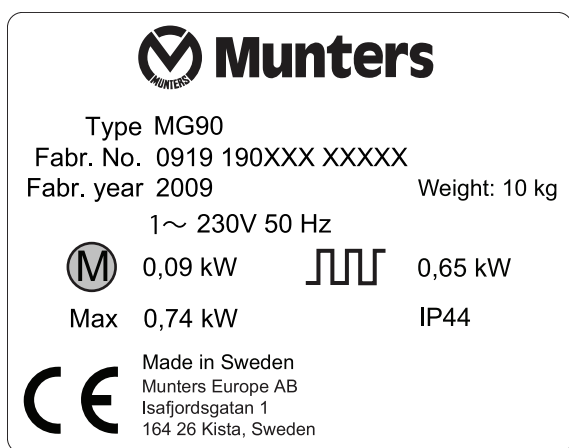 MUNTERS Munters
Type MG90
Fabr. No. 0919 190XXX XXXXX
Fabr. year 2009 Weight: 10 kg
1~ 230V 50 Hz
M 0,09 kW 0,65 kW
Max 0,74 kW IP44
CE
Made in Sweden
Munters Europe AB
Isafjordsgatan 1
164 26 Kista, Sweden